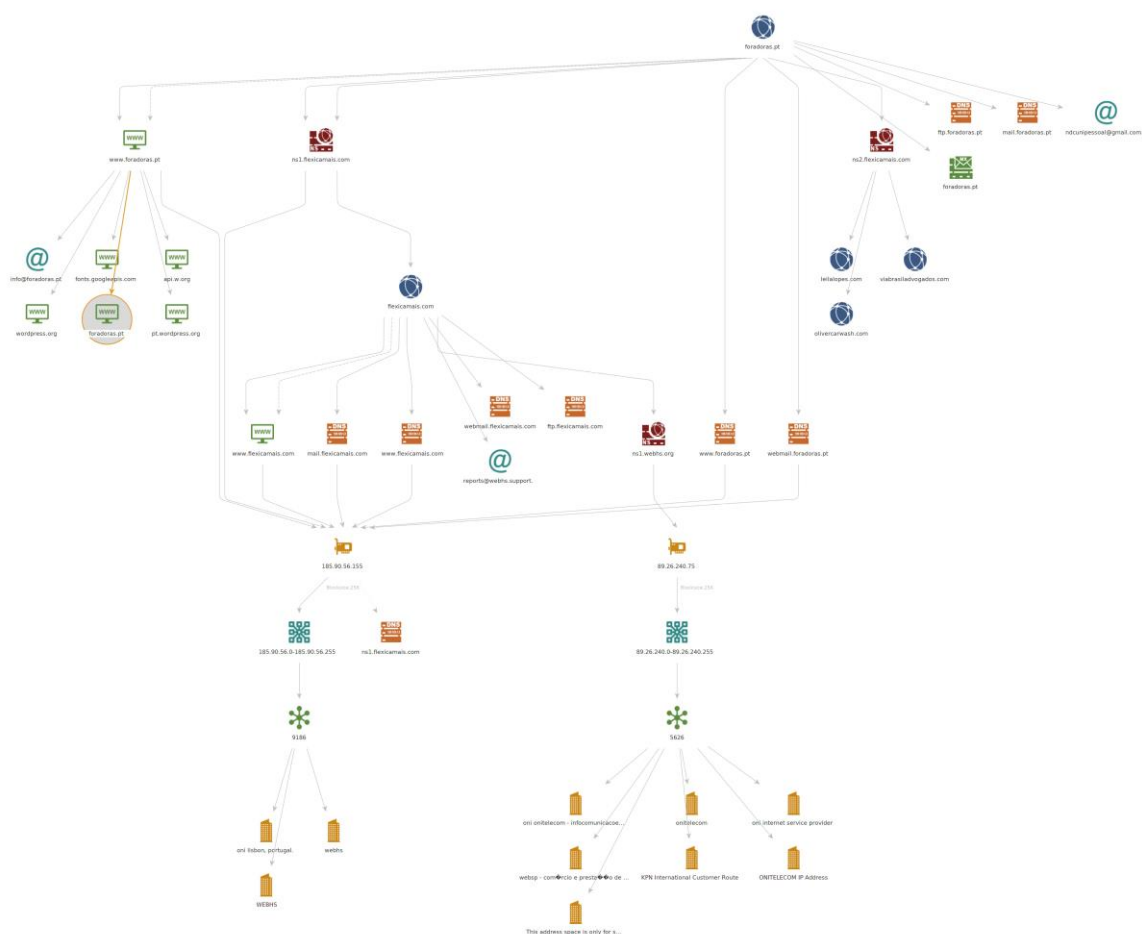 foradoras.pt
www.foradoras.pt
ns1.flexicamais.com
ns2.flexicamais.com
ftp.foradoras.pt
mail.foradoras.pt
ndcunipessoal@gmail.com
foradoras.pt
info@foradoras.pt
fonts.googleapis.com
api.w.org
wordpress.org
foradoras.pt
pt.wordpress.org
flexicamais.com
leilalopes.com
viabrasiladvogados.com
olivercarwash.com
www.flexicamais.com
mail.flexicamais.com
www.flexicamais.com
webmail.flexicamais.com
ftp.flexicamais.com
reports@webhs.support.
ns1.webhs.org
www.foradoras.pt
webmail.foradoras.pt
185.90.56.155
89.26.240.75
185.90.56.0-185.90.56.255
ns1.flexicamais.com
89.26.240.0-89.26.240.255
9186
5626
oni lisbon, portugal.
webhs
WEBHS
oni onitelecom - infocomunicacoe...
onitelecom
oni internet service provider
websp - com�rcio e presta��o de ...
KPN International Customer Route
ONITELECOM IP Address
This address space is only for s...